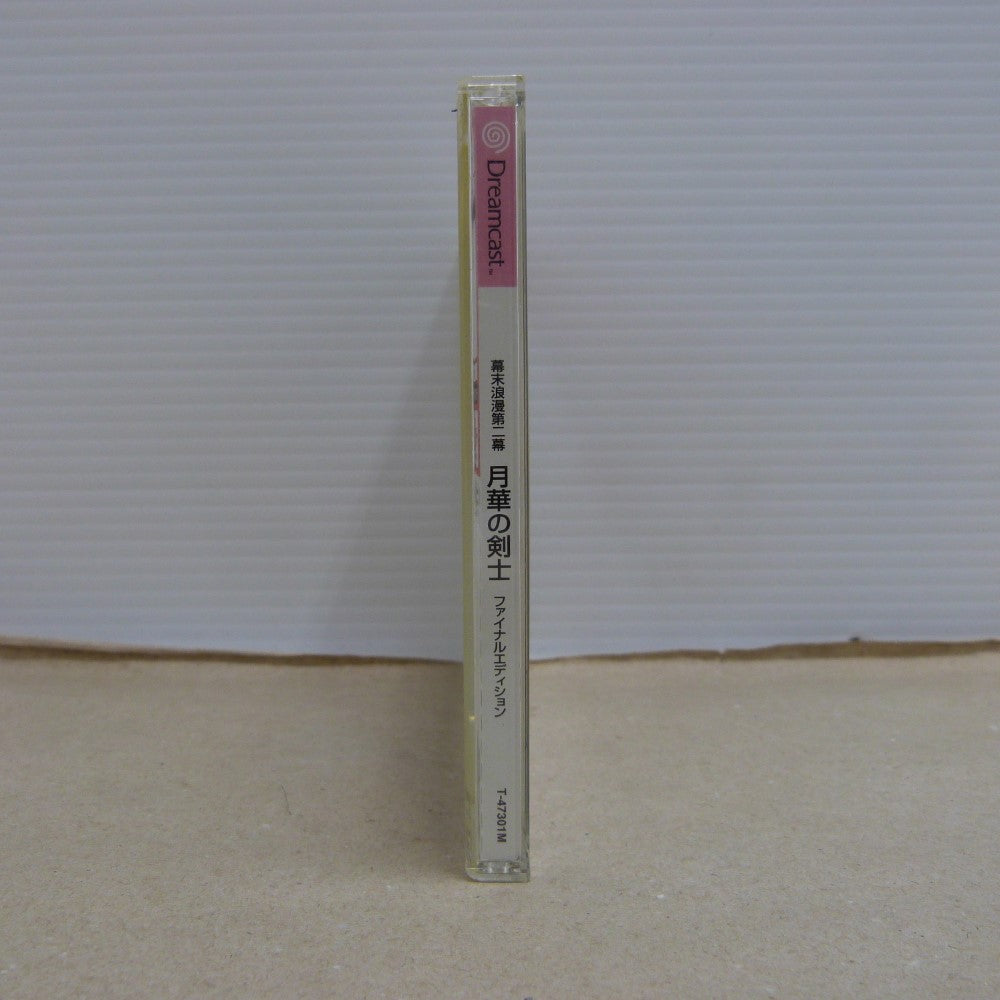 Dreamcast™
幕末浪漫第二幕
月華の剣士
ファイナルエディション
T-47301M